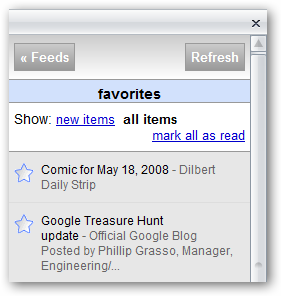 « Feeds Refresh
favorites
Show: new items all items
mark all as read
Comic for May 18, 2008 - Dilbert
Daily Strip
Google Treasure Hunt
update - Official Google Blog
Posted by Phillip Grasso, Manager,
Engineering/...